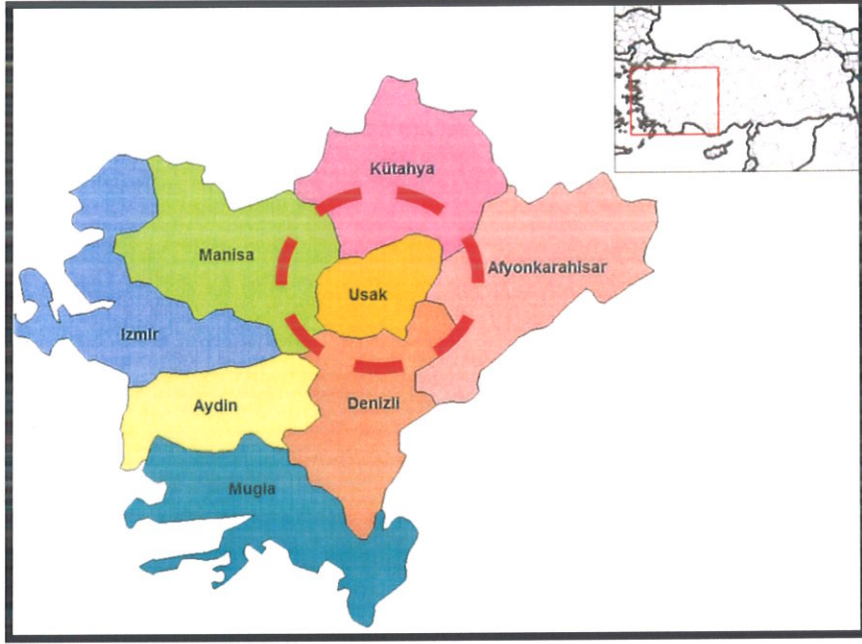 Kütahya
Manisa
Afyonkarahisar
Usak
Izmir
Aydin
Denizli
Mugla